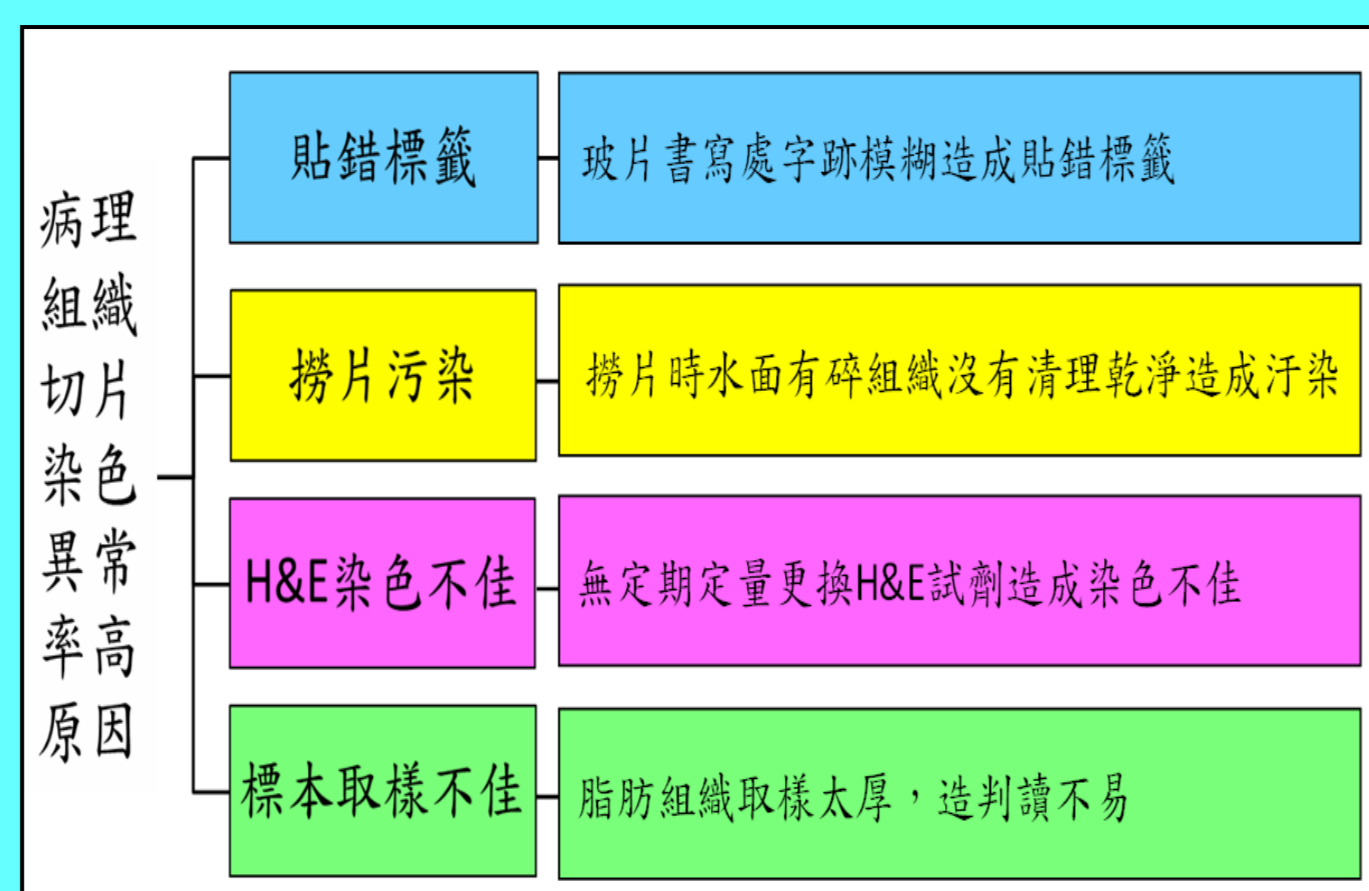 病理
組織
切片
染色
異常
率高
原因
貼錯標籤
玻片書寫處字跡模糊造成貼錯標籤
撈片污染
撈片時水面有碎組織沒有清理乾淨造成汙染
H&E染色不佳
無定期定量更換H&E試劑造成染色不佳
標本取樣不佳
脂肪組織取樣太厚，造判讀不易